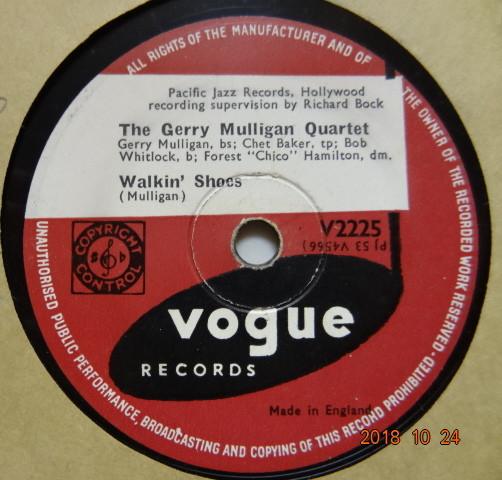 ALL RIGHTS OF THE MANUFACTURER AND OF THE OWNER OF THE RECORDED WORK RESERVED.
UNAUTHORISED PUBLIC PERFORMANCE, BROADCASTING AND COPYING OF THIS RECORD PROHIBITED.
Pacific Jazz Records, Hollywood
recording supervision by Richard Bock
The Gerry Mulligan Quartet
Gerry Mulligan, bs; Chet Baker, tp; Bob
Whitlock, b; Forest "Chico" Hamilton, dm.
Walkin' Shoes
(Mulligan)
V2225
(PJ 53 V4566)
COPYRIGHT
CONTROL
vogue
RECORDS
Made in England
2018 10 24